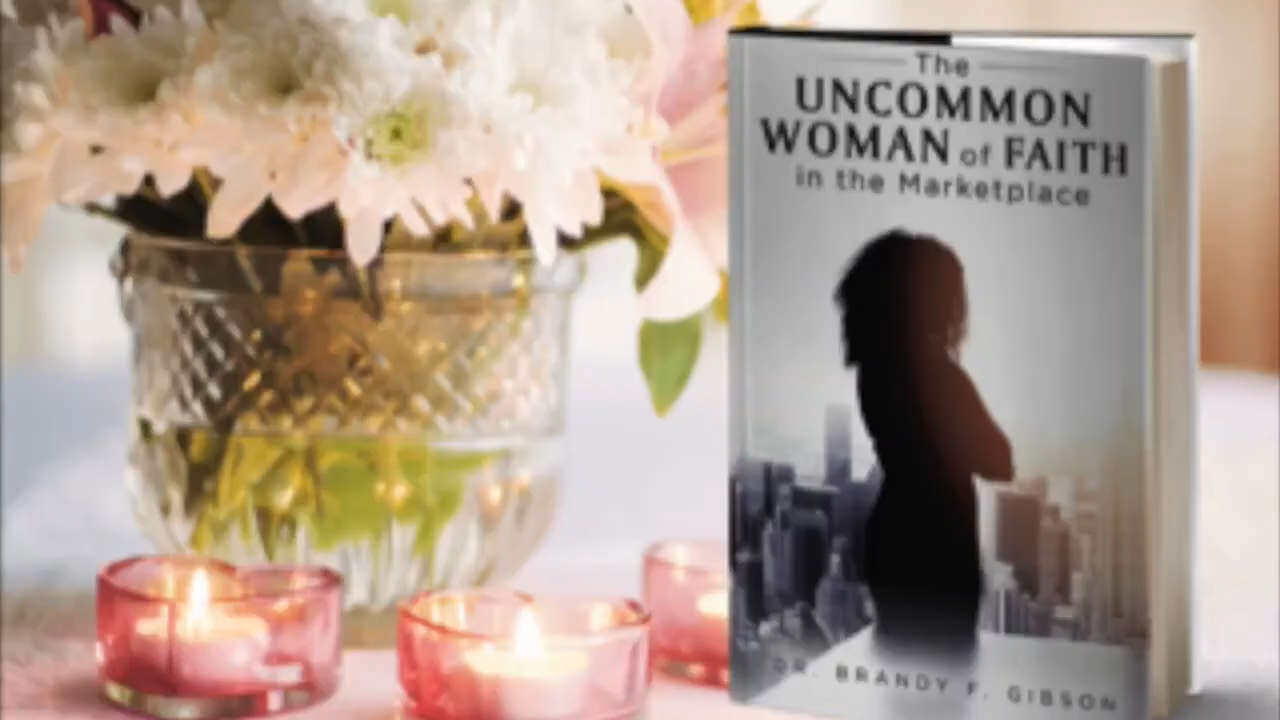 The
UNCOMMON
WOMAN of FAITH
in the Marketplace
DR. BRANDY F. GIBSON